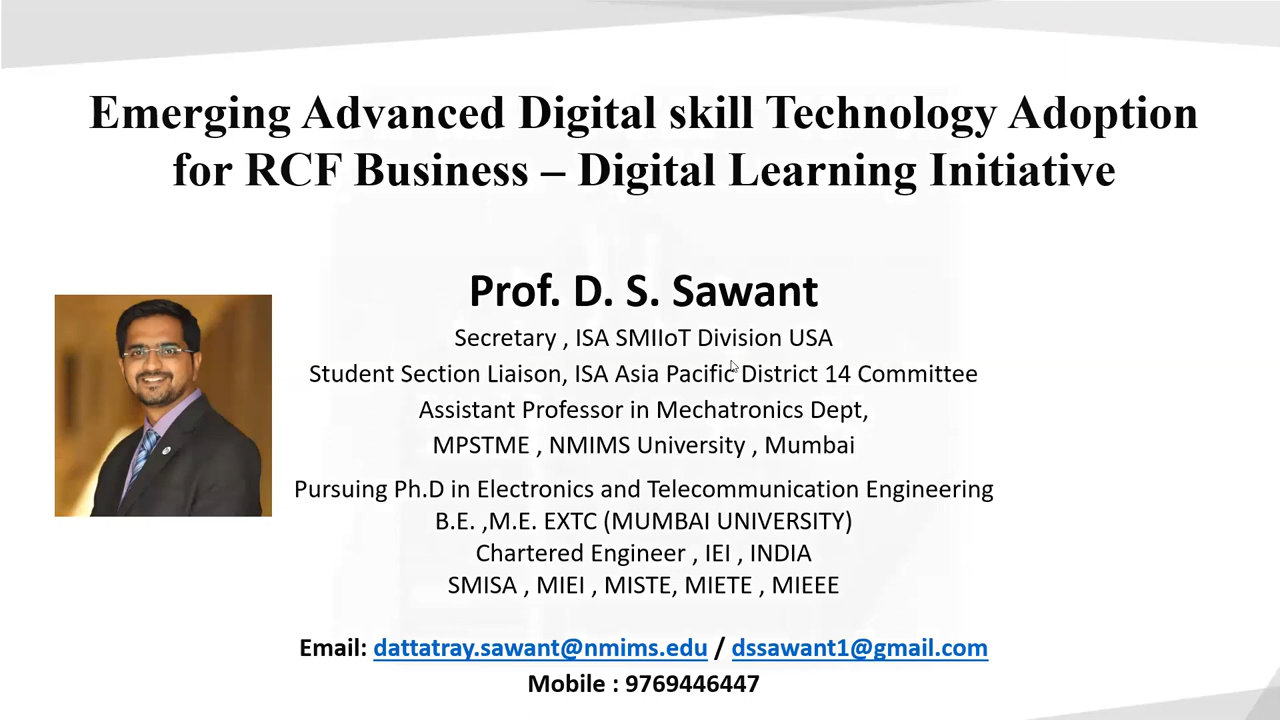 Emerging Advanced Digital skill Technology Adoption
for RCF Business – Digital Learning Initiative
Prof. D. S. Sawant
Secretary , ISA SMIIoT Division USA
Student Section Liaison, ISA Asia Pacific District 14 Committee
Assistant Professor in Mechatronics Dept,
MPSTME , NMIMS University , Mumbai
Pursuing Ph.D in Electronics and Telecommunication Engineering
B.E. ,M.E. EXTC (MUMBAI UNIVERSITY)
Chartered Engineer , IEI , INDIA
SMISA , MIEI , MISTE, MIETE , MIEEE
Email: dattatray.sawant@nmims.edu / dssawant1@gmail.com
Mobile : 9769446447